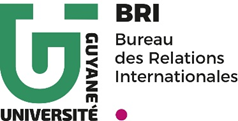 UNIVERSITÉ
GUYANE
BRI
Bureau
des Relations
Internationales